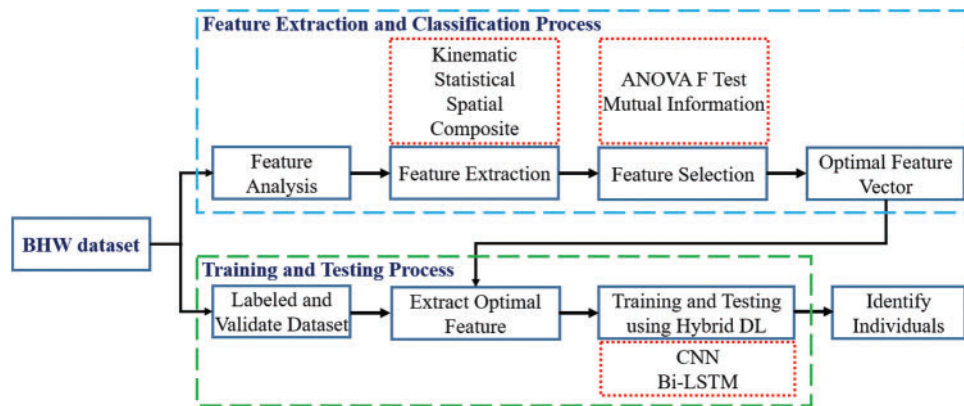 Feature Extraction and Classification Process
Kinematic
Statistical
Spatial
Composite
ANOVA F Test
Mutual Information
Feature
Analysis
Feature Extraction
Feature Selection
Optimal Feature
Vector
BHW dataset
Training and Testing Process
Labeled and
Validate Dataset
Extract Optimal
Feature
Training and Testing
using Hybrid DL
CNN
Bi-LSTM
Identify
Individuals